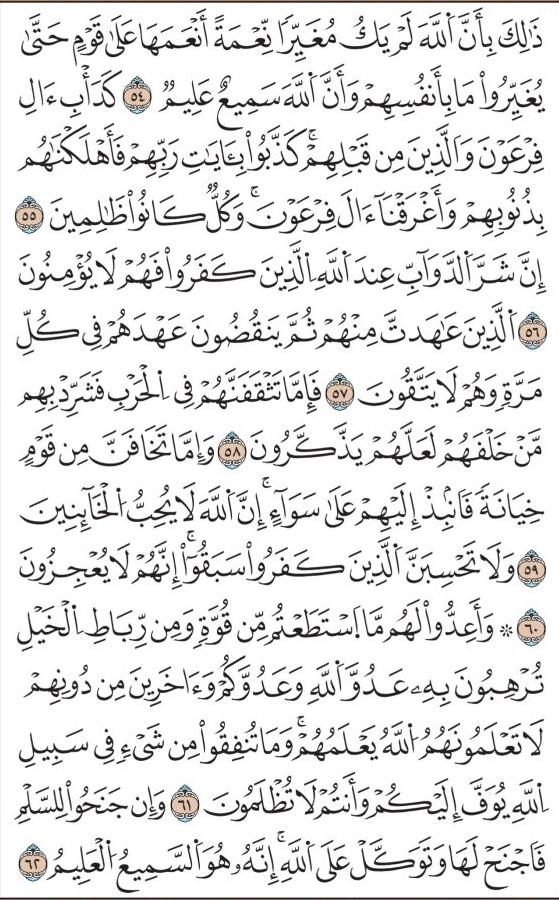 ذَٰلِكَ بِأَنَّ ٱللَّهَ لَمْ يَكُ مُغَيِّرًا نِّعْمَةً أَنْعَمَهَا عَلَىٰ قَوْمٍ حَتَّىٰ
يُغَيِّرُواْ مَا بِأَنفُسِهِمْ وَأَنَّ ٱللَّهَ سَمِيعٌ عَلِيمٌ ٥٤ كَدَأْبِ ءَالِ
فِرْعَوْنَ وَٱلَّذِينَ مِن قَبْلِهِمْۚ كَذَّبُواْ بِـَٔايَٰتِ رَبِّهِمْ فَأَهْلَكْنَٰهُم
بِذُنُوبِهِمْ وَأَغْرَقْنَآ ءَالَ فِرْعَوْنَۚ وَكُلٌّ كَانُواْ ظَٰلِمِينَ ٥٥
إِنَّ شَرَّ ٱلدَّوَآبِّ عِندَ ٱللَّهِ ٱلَّذِينَ كَفَرُواْ فَهُمْ لَا يُؤْمِنُونَ
٥٦ ٱلَّذِينَ عَٰهَدتَّ مِنْهُمْ ثُمَّ يَنقُضُونَ عَهْدَهُمْ فِي كُلِّ
مَرَّةٍ وَهُمْ لَا يَتَّقُونَ ٥٧ فَإِمَّا تَثْقَفَنَّهُمْ فِي ٱلْحَرْبِ فَشَرِّدْ بِهِم
مَّنْ خَلْفَهُمْ لَعَلَّهُمْ يَذَّكَّرُونَ ٥٨ وَإِمَّا تَخَافَنَّ مِن قَوْمٍ
خِيَانَةً فَٱنۢبِذْ إِلَيْهِمْ عَلَىٰ سَوَآءٍۚ إِنَّ ٱللَّهَ لَا يُحِبُّ ٱلْخَآئِنِينَ
٥٩ وَلَا تَحْسِبَنَّ ٱلَّذِينَ كَفَرُواْ سَبَقُوٓاْۚ إِنَّهُمْ لَا يُعْجِزُونَ
٦٠ ۞ وَأَعِدُّواْ لَهُم مَّا ٱسْتَطَعْتُم مِّن قُوَّةٍ وَمِن رِّبَاطِ ٱلْخَيْلِ
تُرْهِبُونَ بِهِۦ عَدُوَّ ٱللَّهِ وَعَدُوَّكُمْ وَءَاخَرِينَ مِن دُونِهِمْ
لَا تَعْلَمُونَهُمُ ٱللَّهُ يَعْلَمُهُمْۚ وَمَا تُنفِقُواْ مِن شَيْءٍ فِي سَبِيلِ
ٱللَّهِ يُوَفَّ إِلَيْكُمْ وَأَنتُمْ لَا تُظْلَمُونَ ٦١ وَإِن جَنَحُواْ لِلسَّلْمِ
فَٱجْنَحْ لَهَا وَتَوَكَّلْ عَلَى ٱللَّهِۚ إِنَّهُۥ هُوَ ٱلسَّمِيعُ ٱلْعَلِيمُ ٦٢